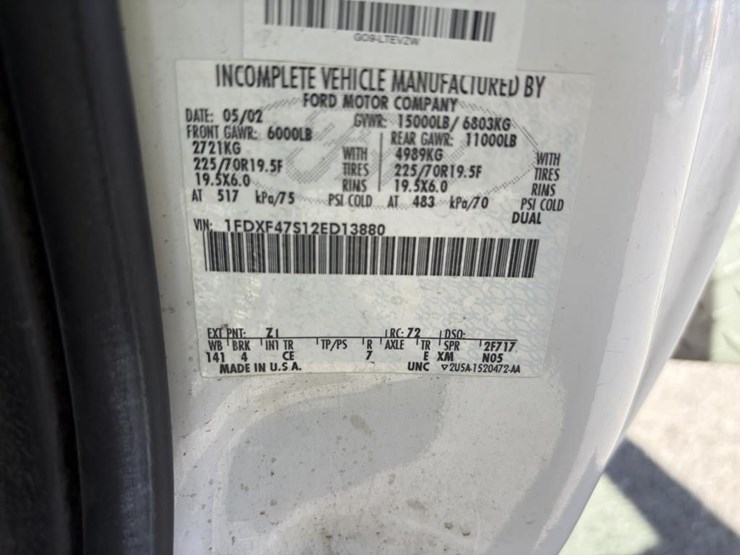 GO9-LTEVZW
INCOMPLETE VEHICLE MANUFACTURED BY
FORD MOTOR COMPANY
DATE: 05/02 GVWR: 15000LB/ 6803KG
FRONT GAWR: 6000LB REAR GAWR: 11000LB
2721KG WITH 4989KG WITH
225/70R19.5F TIRES 225/70R19.5F TIRES
19.5X6.0 RIMS 19.5X6.0 RIMS
AT 517 kPa/75 PSI COLD AT 483 kPa/70 PSI COLD
DUAL
VIN: 1FDXF47S12ED13880
EXT PNT: Z1 RC: 72 DSO:
WB BRK INT TR TP/PS R AXLE TR SPR 2F717
141 4 CE 7 E XM N05
MADE IN U.S.A. UNC ▽2U5A-1520472-AA